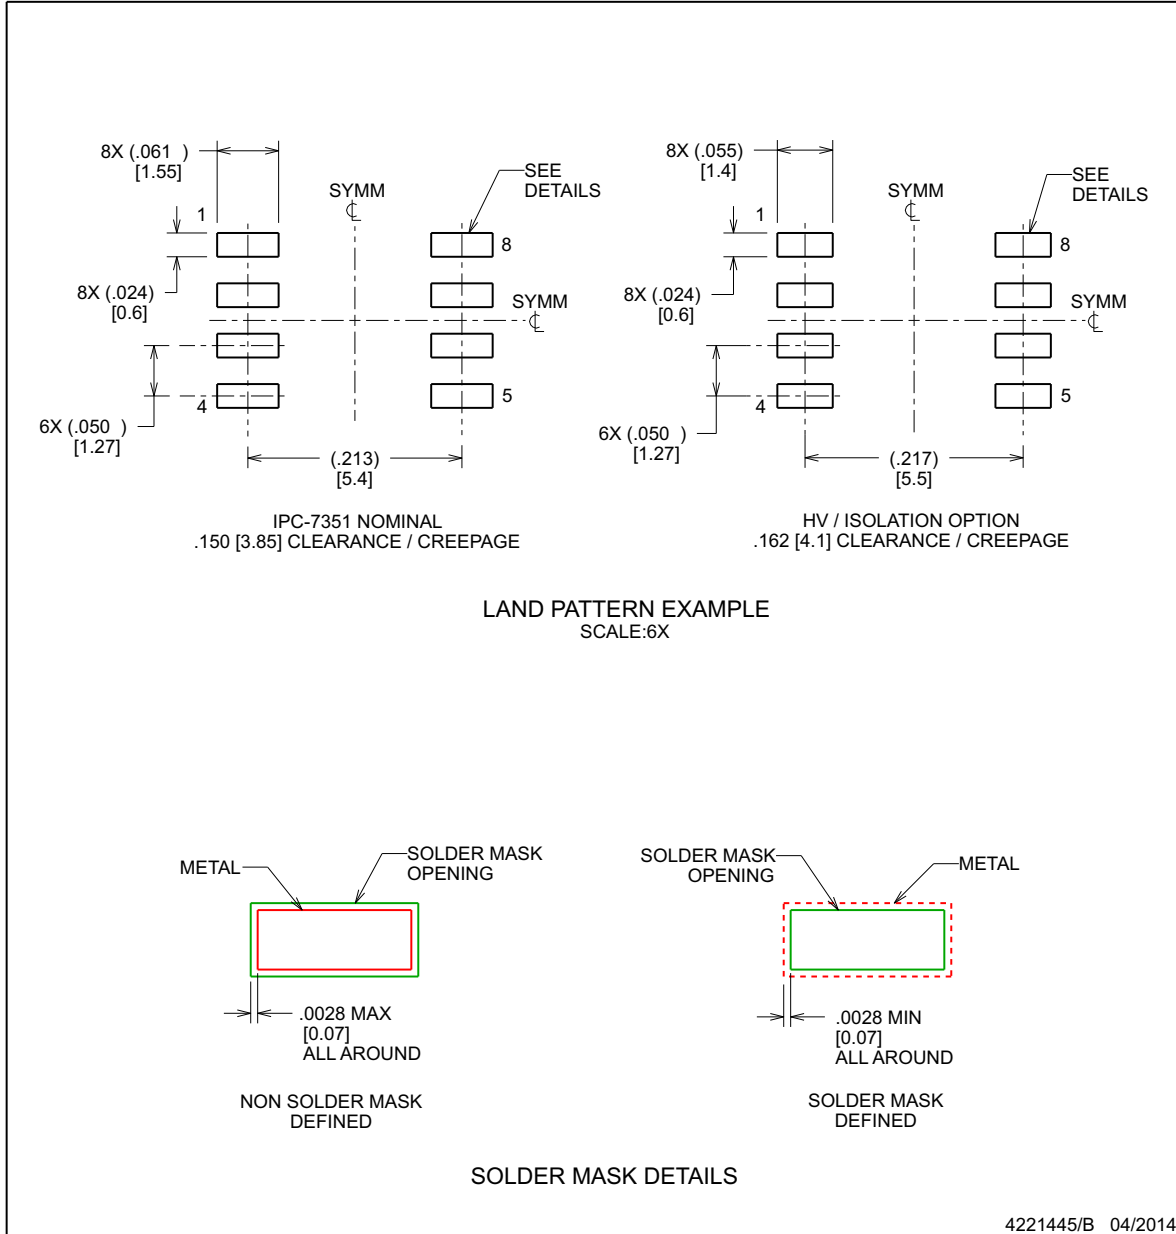 8X (.061 )
[1.55]
SYMM
℄
SEE
DETAILS
1
8
8X (.024)
[0.6]
SYMM
℄
4
5
6X (.050 )
[1.27]
(.213)
[5.4]
IPC-7351 NOMINAL
.150 [3.85] CLEARANCE / CREEPAGE
8X (.055)
[1.4]
SYMM
℄
SEE
DETAILS
1
8
8X (.024)
[0.6]
SYMM
℄
4
5
6X (.050 )
[1.27]
(.217)
[5.5]
HV / ISOLATION OPTION
.162 [4.1] CLEARANCE / CREEPAGE
LAND PATTERN EXAMPLE
SCALE:6X
METAL
SOLDER MASK
OPENING
.0028 MAX
[0.07]
ALL AROUND
NON SOLDER MASK
DEFINED
SOLDER MASK
OPENING
METAL
.0028 MIN
[0.07]
ALL AROUND
SOLDER MASK
DEFINED
SOLDER MASK DETAILS
4221445/B 04/2014